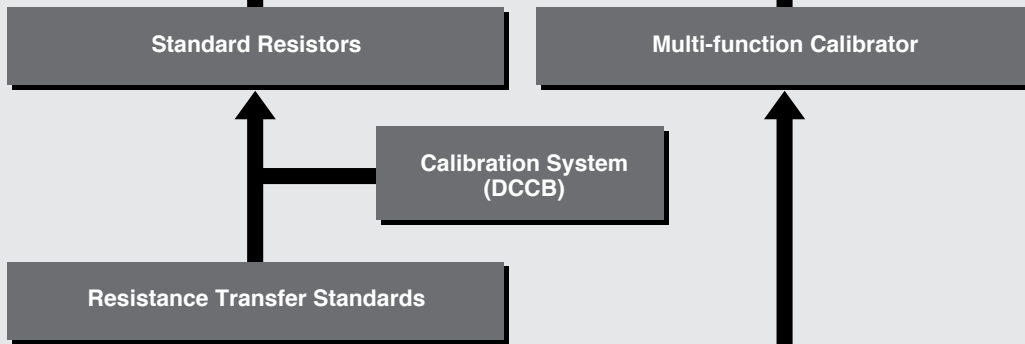 Standard Resistors
Multi-function Calibrator
Calibration System
(DCCB)
Resistance Transfer Standards